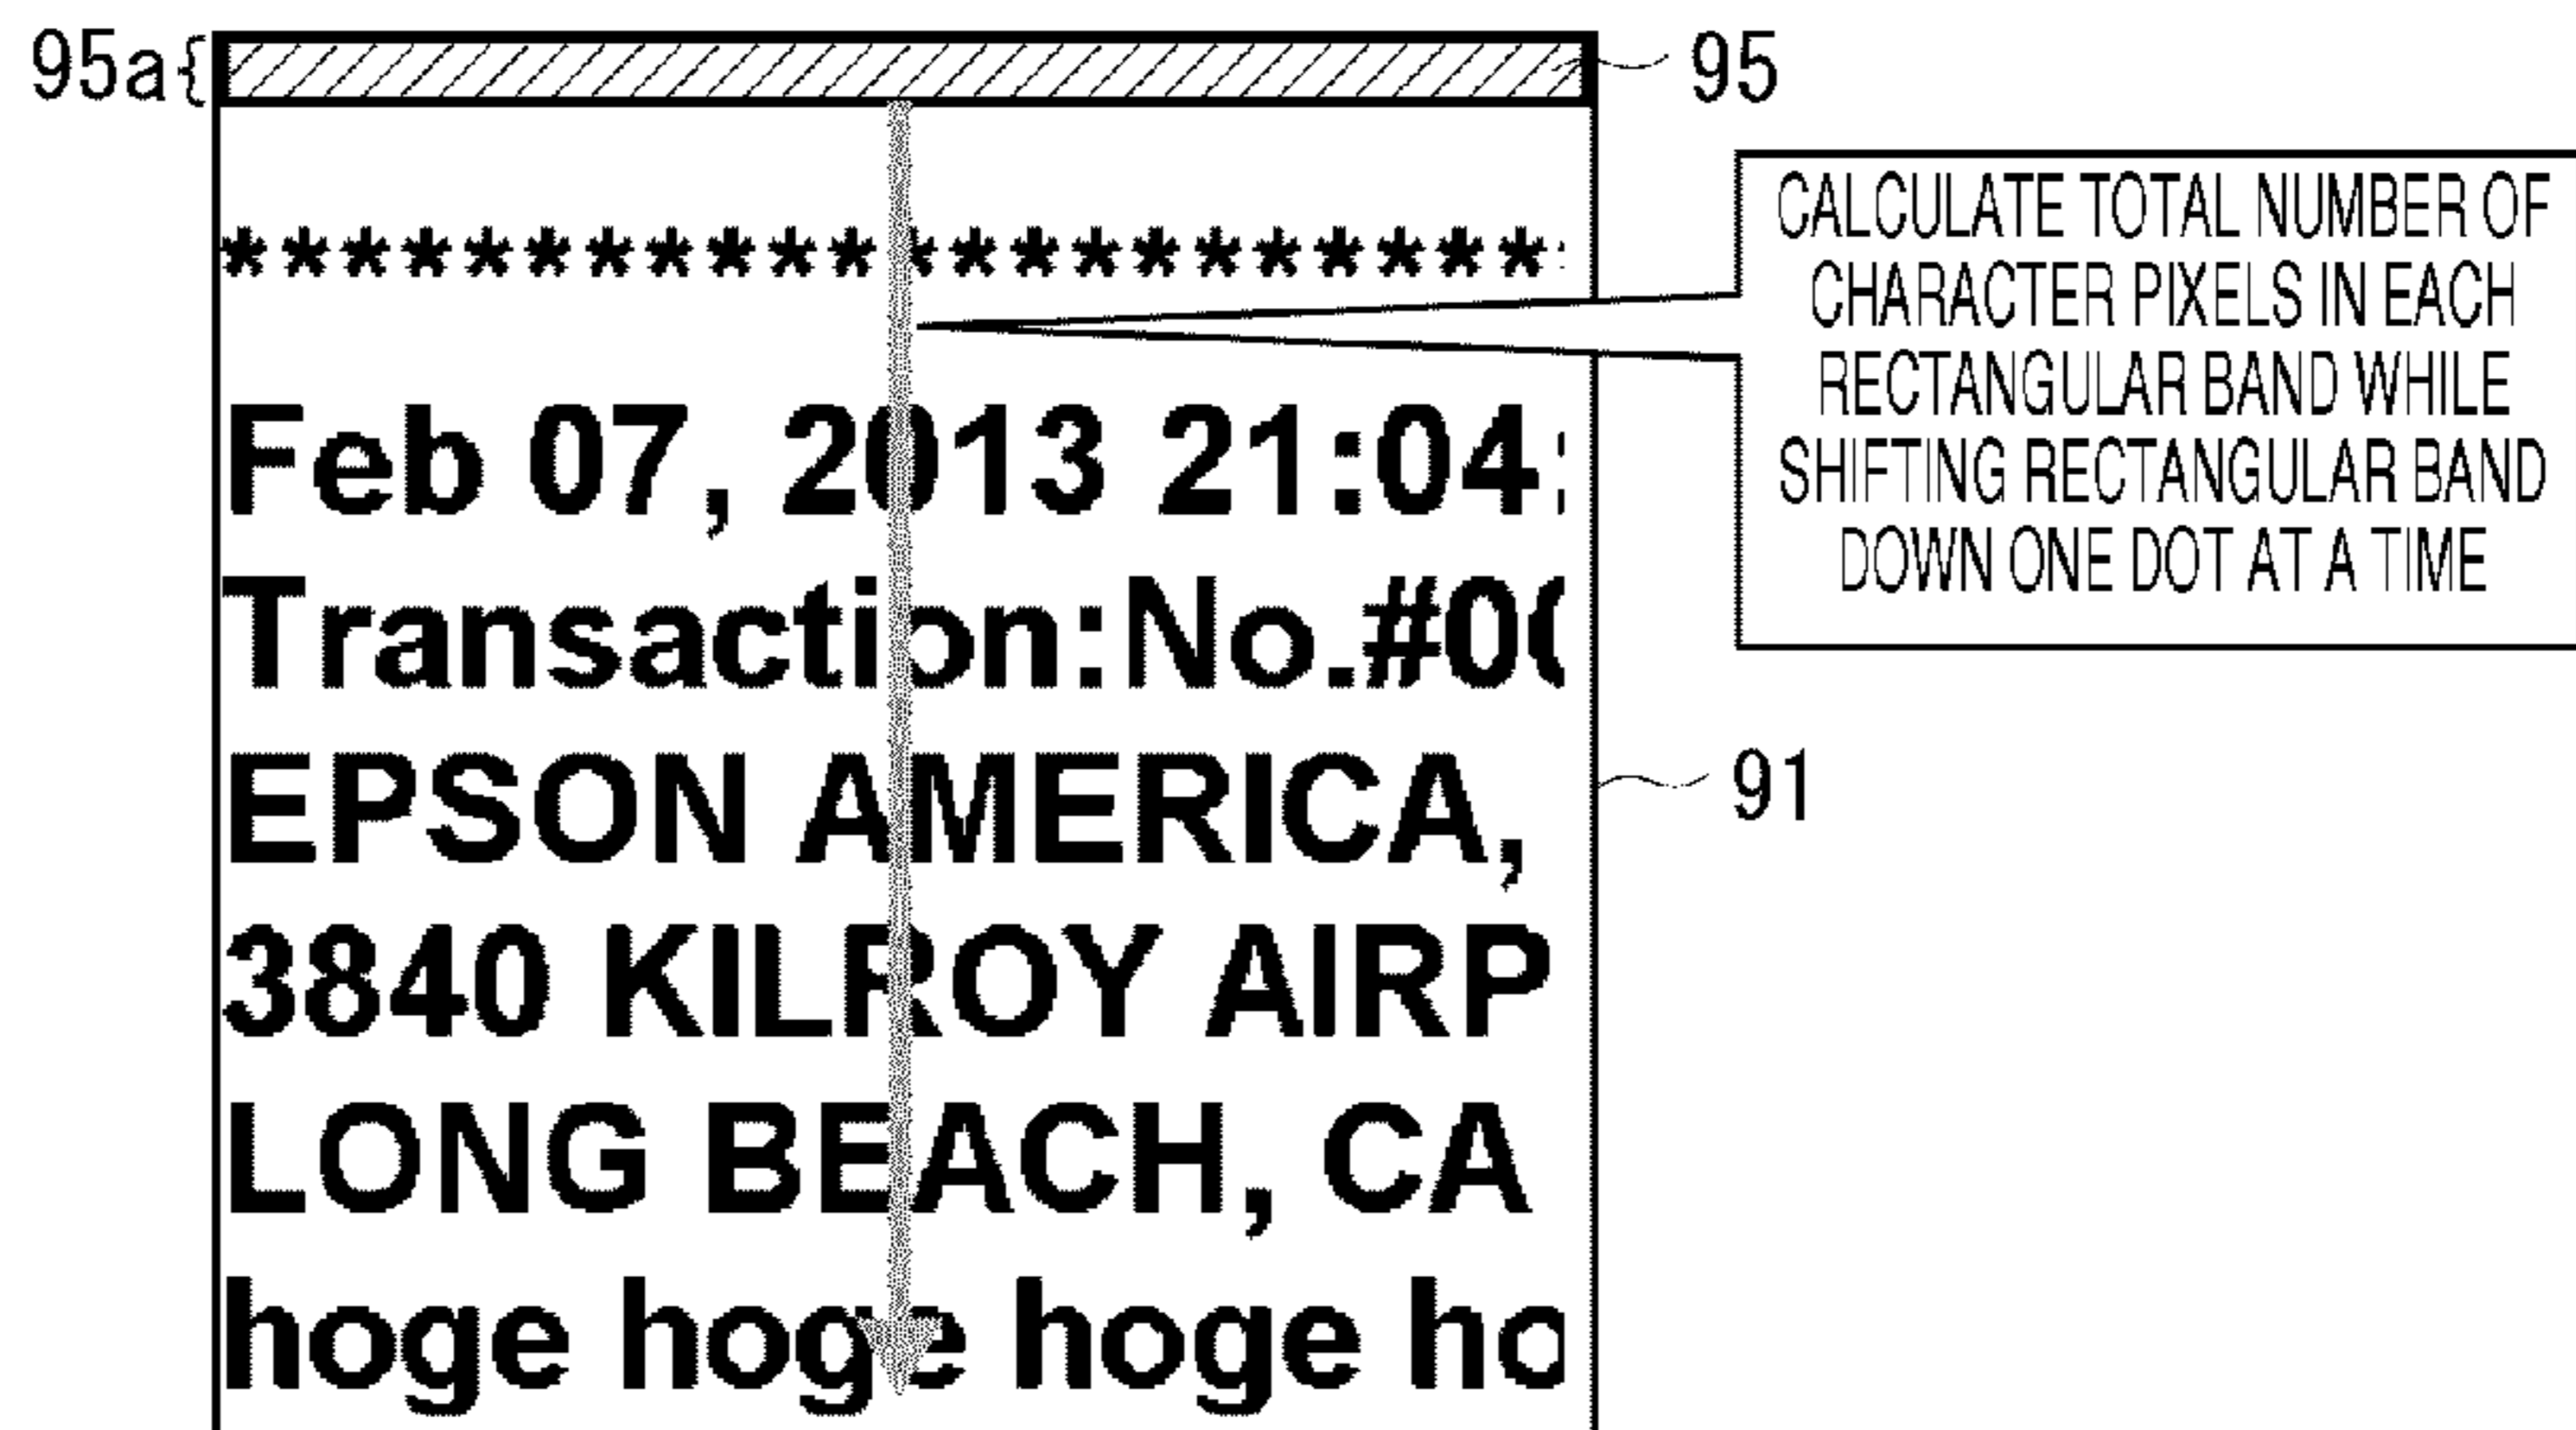 95a
95
CALCULATE TOTAL NUMBER OF
CHARACTER PIXELS IN EACH
RECTANGULAR BAND WHILE
SHIFTING RECTANGULAR BAND
DOWN ONE DOT AT A TIME
**********************
Feb 07, 2013 21:04:
Transaction:No.#00
EPSON AMERICA,
91
3840 KILROY AIRP
LONG BEACH, CA
hoge hoge hoge ho